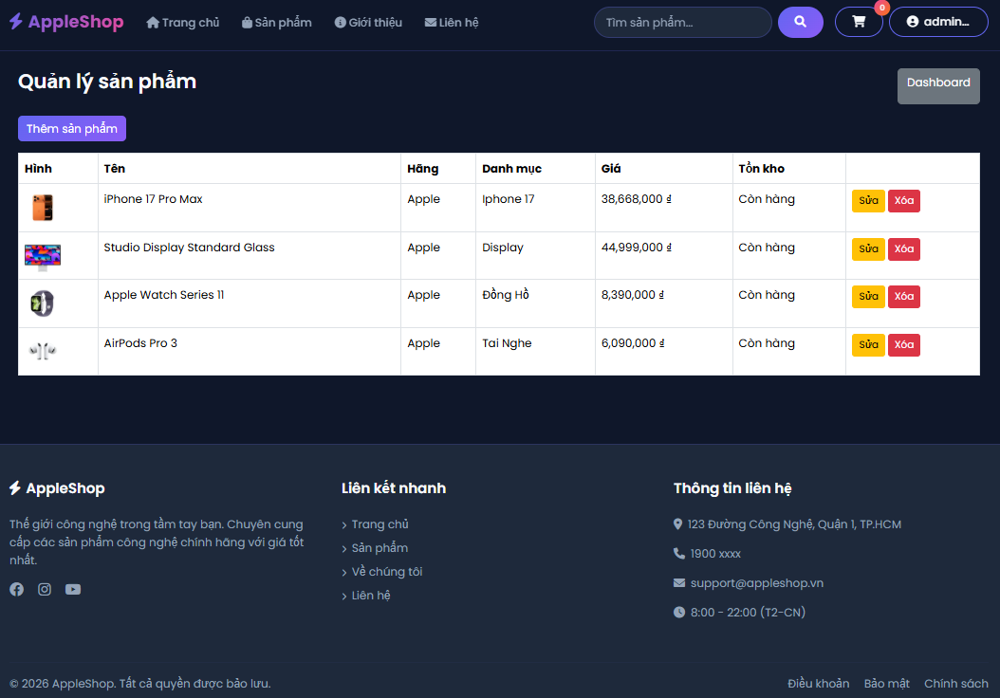 AppleShop Trang chủ Sản phẩm Giới thiệu Liên hệ Tìm sản phẩm... 0 admin...
Quản lý sản phẩm Dashboard
Thêm sản phẩm
Hình Tên Hãng Danh mục Giá Tồn kho
iPhone 17 Pro Max Apple Iphone 17 38,668,000 ₫ Còn hàng Sửa Xóa
Studio Display Standard Glass Apple Display 44,999,000 ₫ Còn hàng Sửa Xóa
Apple Watch Series 11 Apple Đồng Hồ 8,390,000 ₫ Còn hàng Sửa Xóa
AirPods Pro 3 Apple Tai Nghe 6,090,000 ₫ Còn hàng Sửa Xóa
AppleShop
Thế giới công nghệ trong tầm tay bạn. Chuyên cung
cấp các sản phẩm công nghệ chính hãng với giá tốt
nhất.
Liên kết nhanh
Trang chủ
Sản phẩm
Về chúng tôi
Liên hệ
Thông tin liên hệ
123 Đường Công Nghệ, Quận 1, TP.HCM
1900 xxxx
support@appleshop.vn
8:00 - 22:00 (T2-CN)
© 2026 AppleShop. Tất cả quyền được bảo lưu. Điều khoản Bảo mật Chính sách